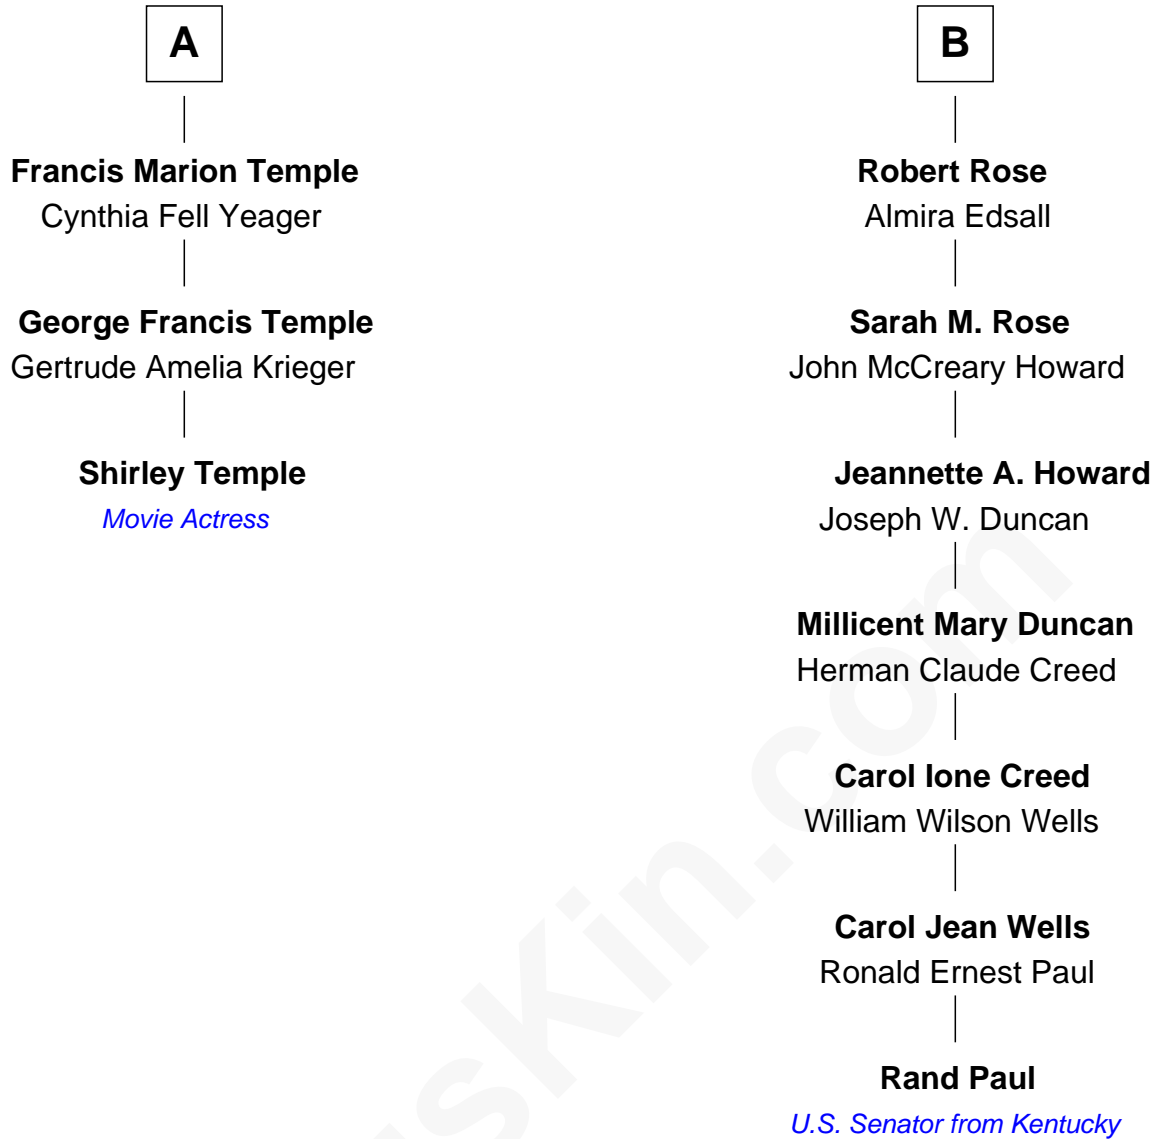 A
Francis Marion Temple
Cynthia Fell Yeager
George Francis Temple
Gertrude Amelia Krieger
Shirley Temple
Movie Actress
B
Robert Rose
Almira Edsall
Sarah M. Rose
John McCreary Howard
Jeannette A. Howard
Joseph W. Duncan
Millicent Mary Duncan
Herman Claude Creed
Carol Ione Creed
William Wilson Wells
Carol Jean Wells
Ronald Ernest Paul
Rand Paul
U.S. Senator from Kentucky